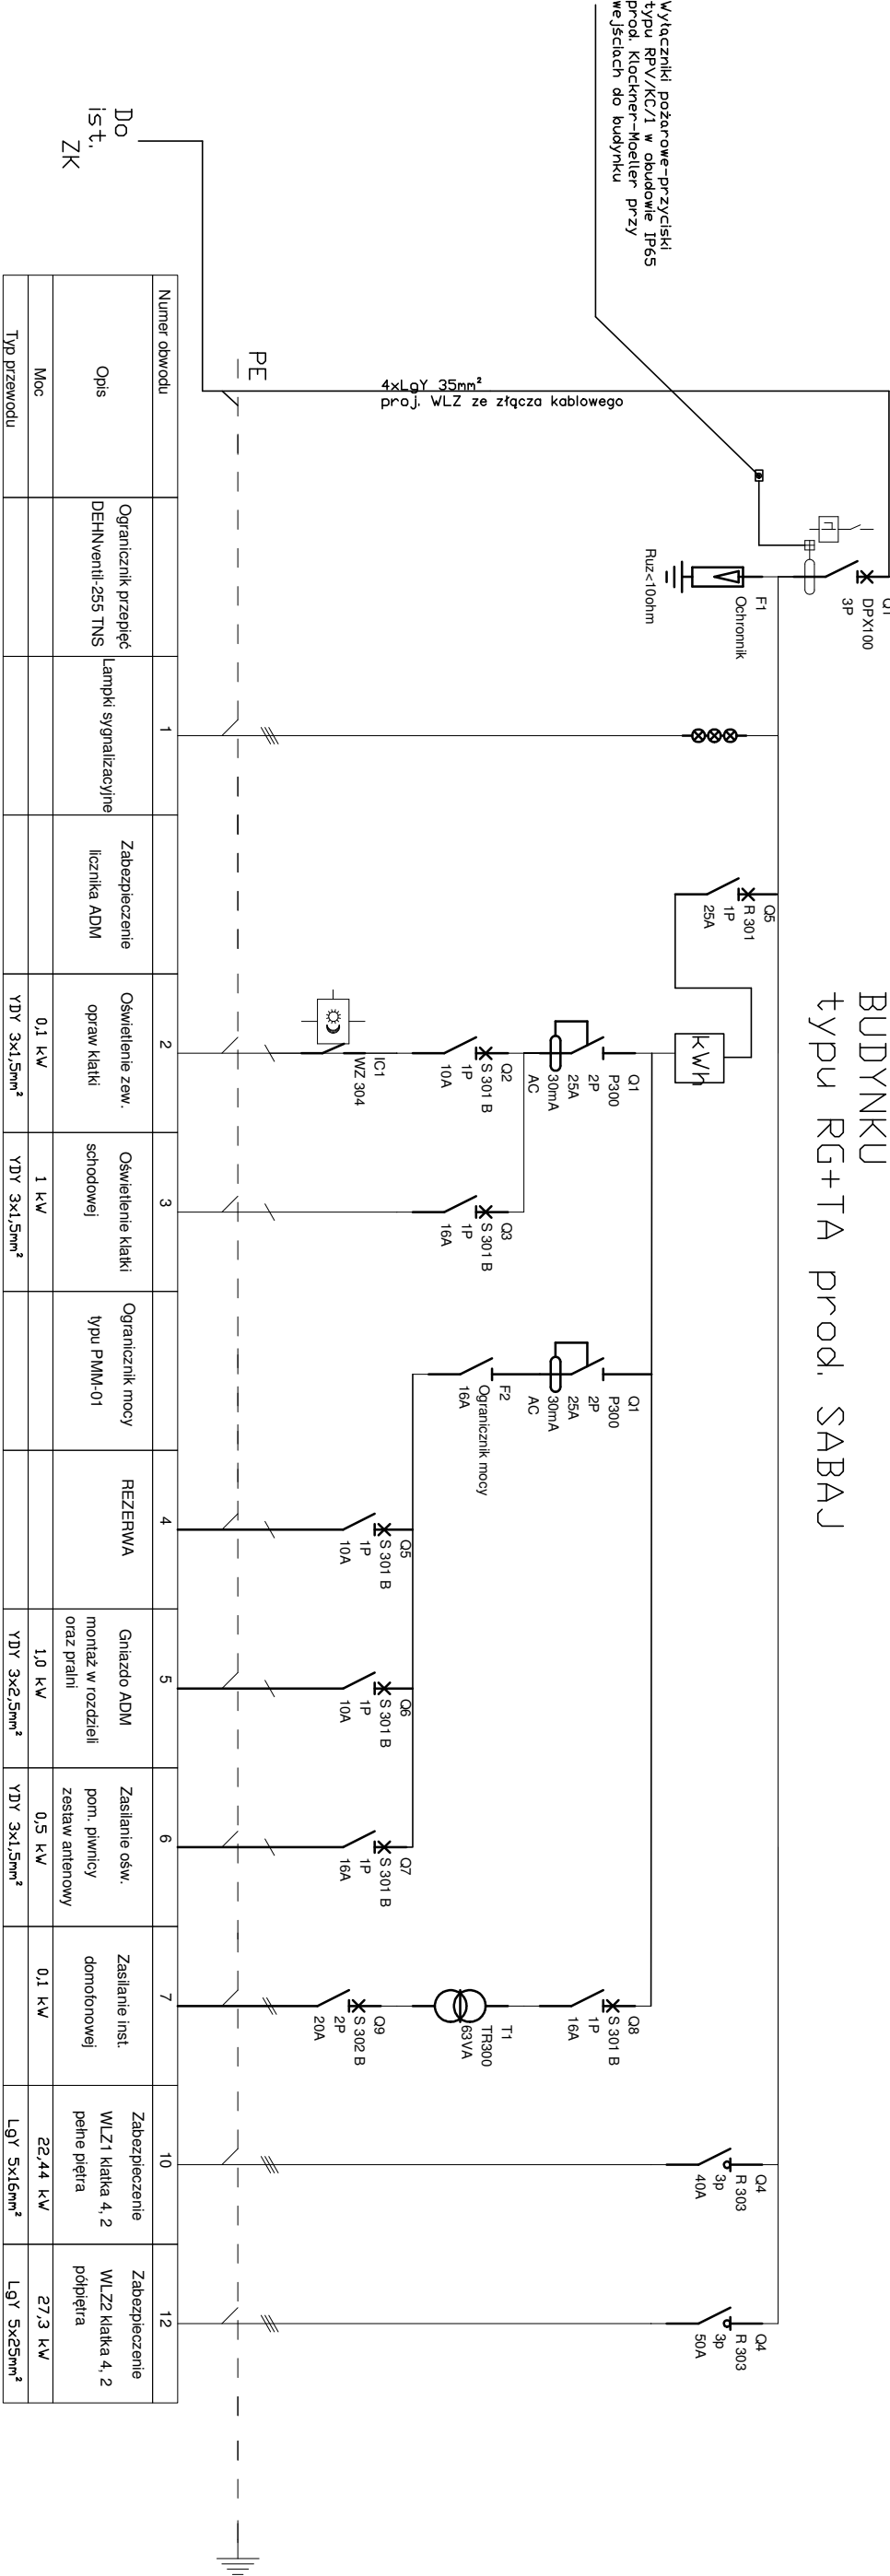 BUDYNKU
typu RG+TA prod. SABAJ
Wyłączniki pożarowe-przyciski
typu RPV/KC/1 w obudowie IP65
prod. Klockner-Moeller przy
wejściach do budynku
Do
ist.
ZK
4xLgY 35mm²
proj. WLZ ze złącza kablowego
PE
Q1
DPX100
3P
F1
Ochronnik
Ruz<10ohm
Q5
R 301
1P
25A
kWh
Q1
P300
2P
25A
30mA
AC
Q2
S 301 B
1P
10A
IC1
WZ 304
Q3
S 301 B
1P
16A
Q1
P300
2P
25A
30mA
AC
F2
Ogranicznik mocy
16A
Q5
S 301 B
1P
10A
Q6
S 301 B
1P
10A
Q7
S 301 B
1P
16A
Q8
S 301 B
1P
16A
T1
TR300
63VA
Q9
S 302 B
2P
20A
Q4
R 303
3p
40A
Q4
R 303
3p
50A
Numer obwodu
1
2
3
4
5
6
7
10
12
Opis
Ogranicznik przepięć
DEHNventil-255 TNS
Lampki sygnalizacyjne
Zabezpieczenie
licznika ADM
Oświetlenie zew.
opraw klatki
Oświetlenie klatki
schodowej
Ogranicznik mocy
typu PMM-01
REZERWA
Gniazdo ADM
montaż w rozdzieli
oraz pralni
Zasilanie ośw.
pom. piwnicy
zestaw antenowy
Zasilanie inst.
domofonowej
Zabezpieczenie
WLZ1 klatka 4, 2
pełne piętra
Zabezpieczenie
WLZ2 klatka 4, 2
półpiętra
Moc
0,1 kW
1 kW
1,0 kW
0,5 kW
0,1 kW
22,44 kW
27,3 kW
Typ przewodu
YDY 3x1,5mm²
YDY 3x1,5mm²
YDY 3x2,5mm²
YDY 3x1,5mm²
LgY 5x16mm²
LgY 5x25mm²